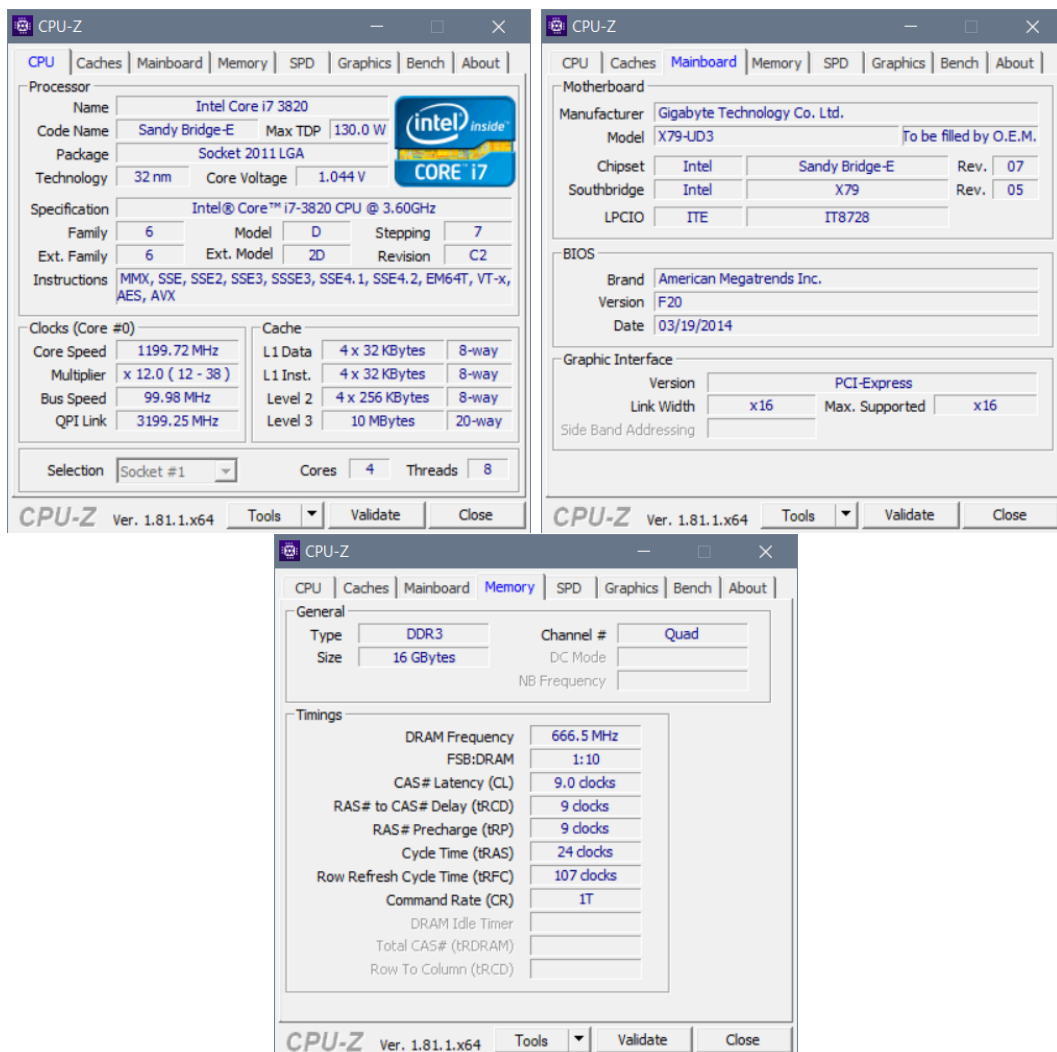 CPU-Z
CPU Caches Mainboard Memory SPD Graphics Bench About
Processor
Name Intel Core i7 3820
Code Name Sandy Bridge-E Max TDP 130.0 W
Package Socket 2011 LGA
Technology 32 nm Core Voltage 1.044 V
intel inside™
CORE™ i7
Specification Intel® Core™ i7-3820 CPU @ 3.60GHz
Family 6 Model D Stepping 7
Ext. Family 6 Ext. Model 2D Revision C2
Instructions MMX, SSE, SSE2, SSE3, SSSE3, SSE4.1, SSE4.2, EM64T, VT-x,
AES, AVX
Clocks (Core #0)
Core Speed 1199.72 MHz
Multiplier x 12.0 ( 12 - 38 )
Bus Speed 99.98 MHz
QPI Link 3199.25 MHz
Cache
L1 Data 4 x 32 KBytes 8-way
L1 Inst. 4 x 32 KBytes 8-way
Level 2 4 x 256 KBytes 8-way
Level 3 10 MBytes 20-way
Selection Socket #1 Cores 4 Threads 8
CPU-Z Ver. 1.81.1.x64 Tools Validate Close
CPU-Z
CPU Caches Mainboard Memory SPD Graphics Bench About
Motherboard
Manufacturer Gigabyte Technology Co. Ltd.
Model X79-UD3 To be filled by O.E.M.
Chipset Intel Sandy Bridge-E Rev. 07
Southbridge Intel X79 Rev. 05
LPCIO ITE IT8728
BIOS
Brand American Megatrends Inc.
Version F20
Date 03/19/2014
Graphic Interface
Version PCI-Express
Link Width x16 Max. Supported x16
Side Band Addressing
CPU-Z Ver. 1.81.1.x64 Tools Validate Close
CPU-Z
CPU Caches Mainboard Memory SPD Graphics Bench About
General
Type DDR3 Channel # Quad
Size 16 GBytes DC Mode
NB Frequency
Timings
DRAM Frequency 666.5 MHz
FSB:DRAM 1:10
CAS# Latency (CL) 9.0 clocks
RAS# to CAS# Delay (tRCD) 9 clocks
RAS# Precharge (tRP) 9 clocks
Cycle Time (tRAS) 24 clocks
Row Refresh Cycle Time (tRFC) 107 clocks
Command Rate (CR) 1T
DRAM Idle Timer
Total CAS# (tRDRAM)
Row To Column (tRCD)
CPU-Z Ver. 1.81.1.x64 Tools Validate Close